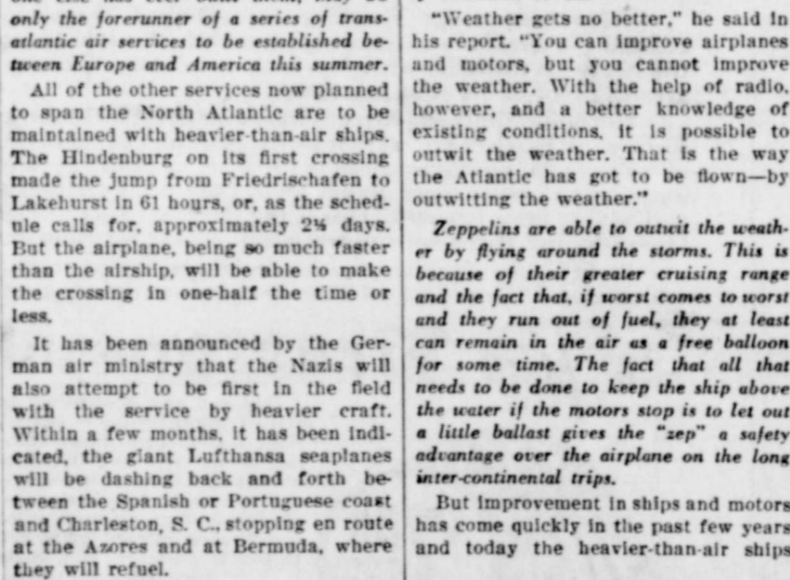 only the forerunner of a series of trans-
atlantic air services to be established be-
tween Europe and America this summer.
All of the other services now planned
to span the North Atlantic are to be
maintained with heavier-than-air ships.
The Hindenburg on its first crossing
made the jump from Friedrischafen to
Lakehurst in 61 hours, or, as the sched-
ule calls for, approximately 2½ days.
But the airplane, being so much faster
than the airship, will be able to make
the crossing in one-half the time or
less.
It has been announced by the Ger-
man air ministry that the Nazis will
also attempt to be first in the field
with the service by heavier craft.
Within a few months, it has been indi-
cated, the giant Lufthansa seaplanes
will be dashing back and forth be-
tween the Spanish or Portuguese coast
and Charleston, S. C., stopping en route
at the Azores and at Bermuda, where
they will refuel.
"Weather gets no better," he said in
his report. "You can improve airplanes
and motors, but you cannot improve
the weather. With the help of radio,
however, and a better knowledge of
existing conditions, it is possible to
outwit the weather. That is the way
the Atlantic has got to be flown—by
outwitting the weather."
Zeppelins are able to outwit the weath-
er by flying around the storms. This is
because of their greater cruising range
and the fact that, if worst comes to worst
and they run out of fuel, they at least
can remain in the air as a free balloon
for some time. The fact that all that
needs to be done to keep the ship above
the water if the motors stop is to let out
a little ballast gives the "zep" a safety
advantage over the airplane on the long
inter-continental trips.
But improvement in ships and motors
has come quickly in the past few years
and today the heavier-than-air ships